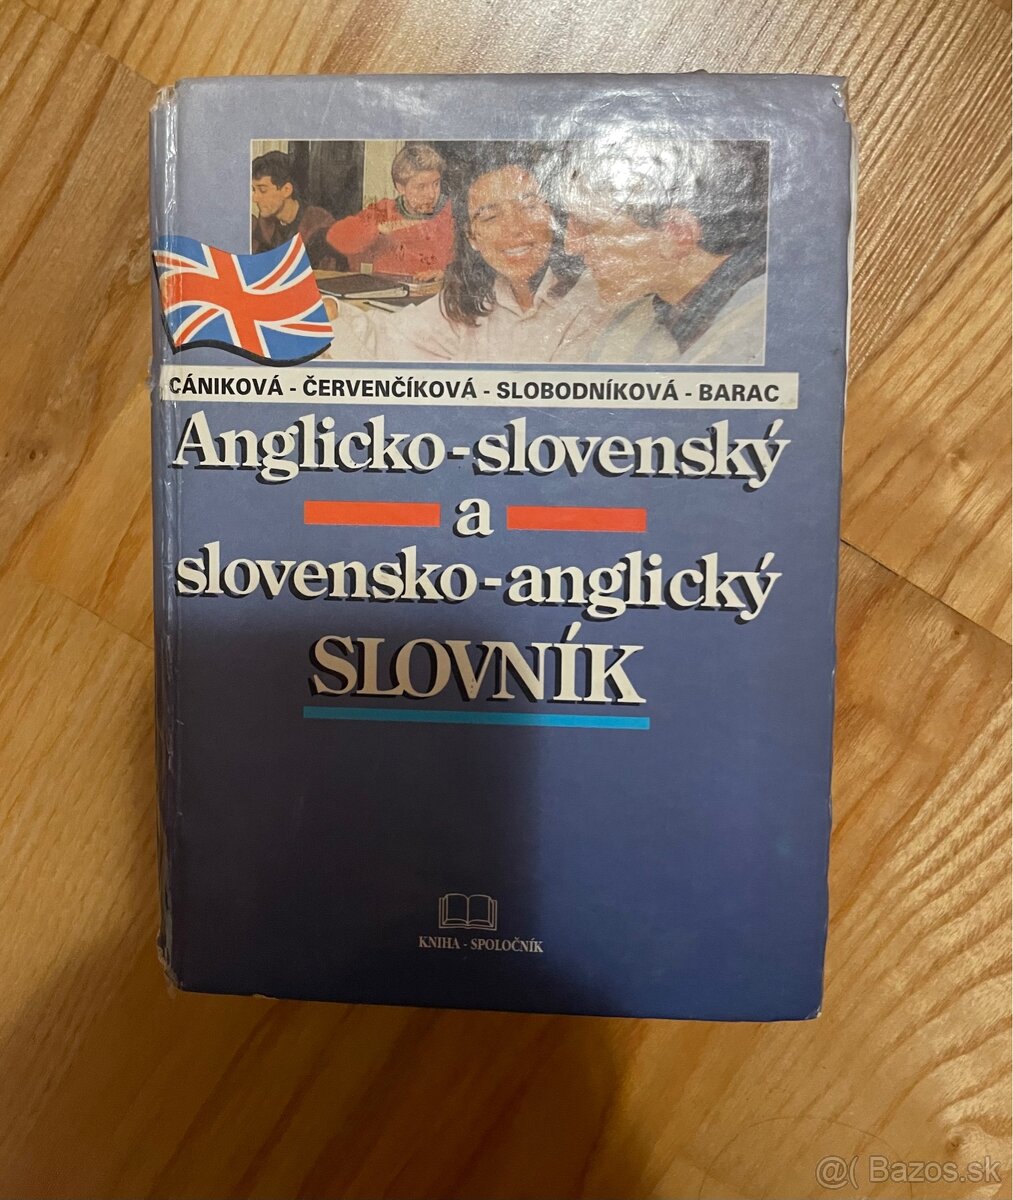 CÁNIKOVÁ - ČERVENČÍKOVÁ - SLOBODNÍKOVÁ - BARAC
Anglicko-slovenský
a
slovensko-anglický
SLOVNÍK
KNIHA - SPOLOČNÍK
@( Bazos.sk